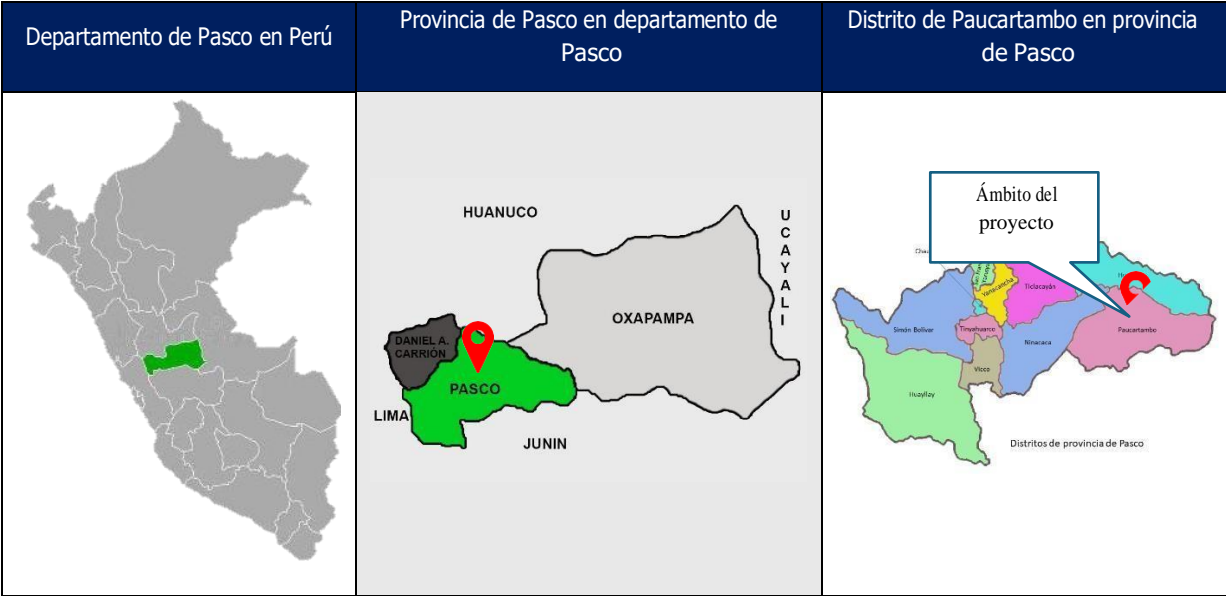 Departamento de Pasco en Perú
Provincia de Pasco en departamento de
Pasco
Distrito de Paucartambo en provincia
de Pasco
HUANUCO
UCAYALI
OXAPAMPA
DANIEL A.
CARRIÓN
PASCO
LIMA
JUNIN
Ámbito del
proyecto
Yanacancha
Ticlacayán
Simón Bolívar
Tinyahuarco
Ninacaca
Paucartambo
Vicco
Huayllay
Distritos de provincia de Pasco